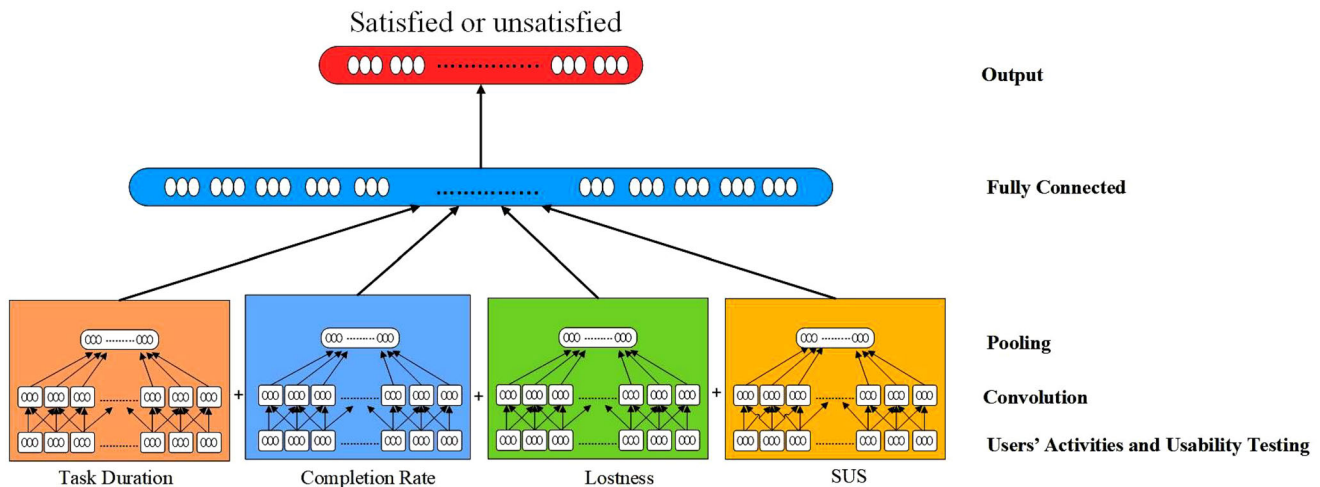 Satisfied or unsatisfied
Output
Fully Connected
Pooling
+ + +
Convolution
Users' Activities and Usability Testing
Task Duration
Completion Rate
Lostness
SUS